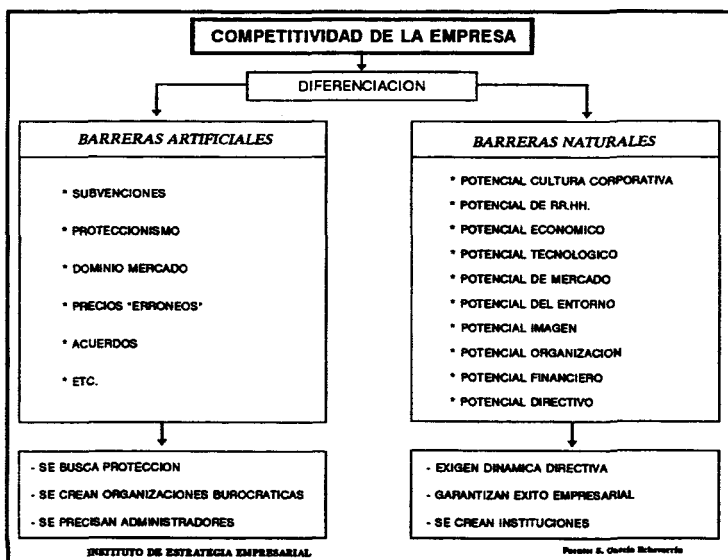 COMPETITIVIDAD DE LA EMPRESA
DIFERENCIACION
BARRERAS ARTIFICIALES
* SUBVENCIONES
* PROTECCIONISMO
* DOMINIO MERCADO
* PRECIOS "ERRONEOS"
* ACUERDOS
* ETC.
- SE BUSCA PROTECCION
- SE CREAN ORGANIZACIONES BUROCRATICAS
- SE PRECISAN ADMINISTRADORES
BARRERAS NATURALES
* POTENCIAL CULTURA CORPORATIVA
* POTENCIAL DE RR.HH.
* POTENCIAL ECONOMICO
* POTENCIAL TECNOLOGICO
* POTENCIAL DE MERCADO
* POTENCIAL DEL ENTORNO
* POTENCIAL IMAGEN
* POTENCIAL ORGANIZACION
* POTENCIAL FINANCIERO
* POTENCIAL DIRECTIVO
- EXIGEN DINAMICA DIRECTIVA
- GARANTIZAN EXITO EMPRESARIAL
- SE CREAN INSTITUCIONES
INSTITUTO DE ESTRATEGIA EMPRESARIAL
Fuente: S. García Echevarría